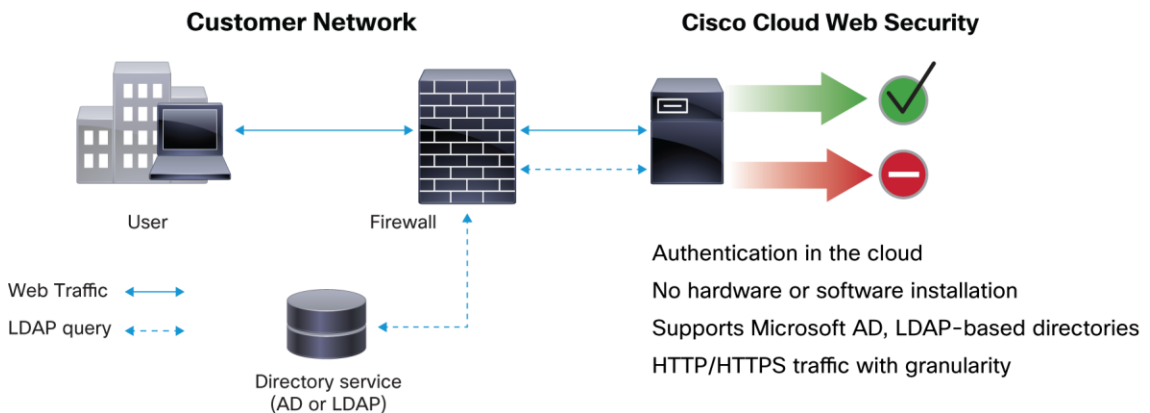 Customer Network
Cisco Cloud Web Security
User
Firewall
Web Traffic
LDAP query
Directory service
(AD or LDAP)
Authentication in the cloud
No hardware or software installation
Supports Microsoft AD, LDAP-based directories
HTTP/HTTPS traffic with granularity